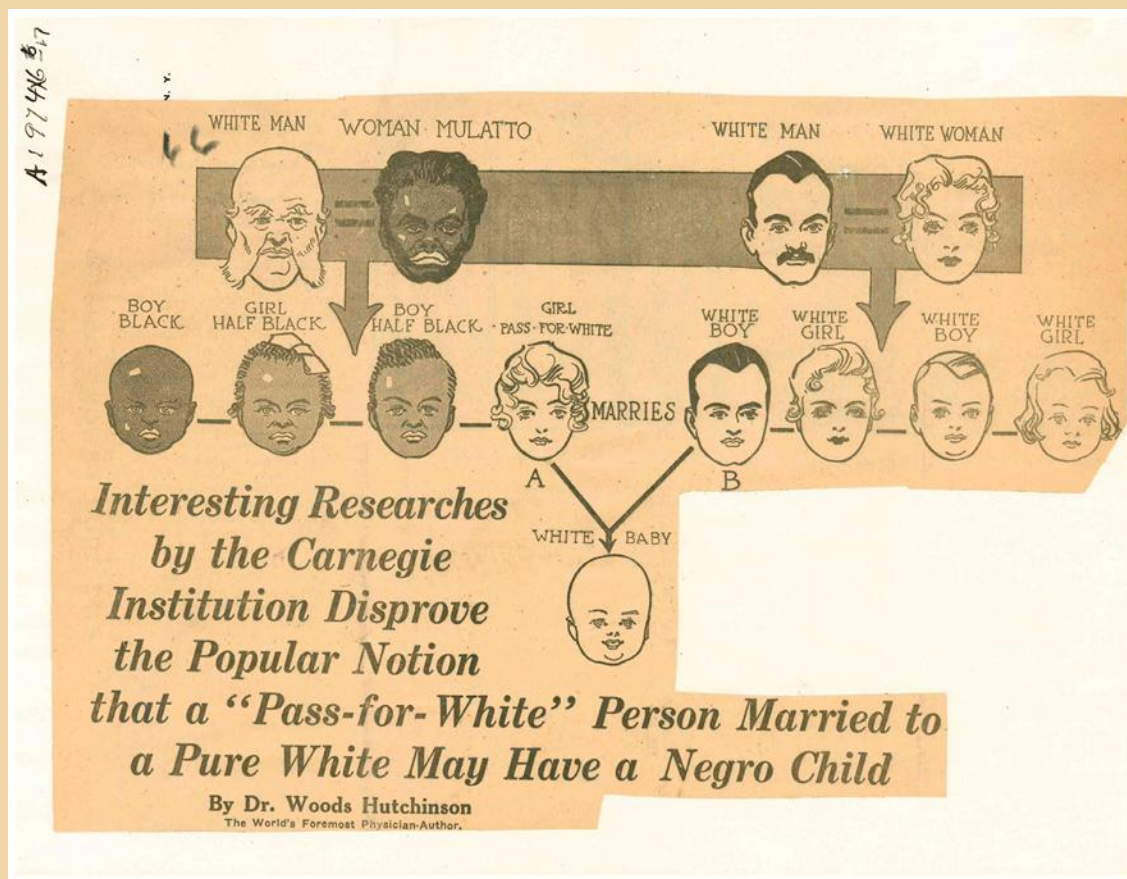 A1974X6 #17
N. Y.
66
WHITE MAN
WOMAN · MULATTO
WHITE MAN
WHITE WOMAN
BOY
BLACK
GIRL
HALF BLACK
BOY
HALF BLACK
GIRL
· PASS · FOR · WHITE
WHITE
BOY
WHITE
GIRL
WHITE
BOY
WHITE
GIRL
MARRIES
A
B
WHITE BABY
Interesting Researches
by the Carnegie
Institution Disprove
the Popular Notion
that a “Pass-for-White” Person Married to
a Pure White May Have a Negro Child
By Dr. Woods Hutchinson
The World's Foremost Physician-Author.